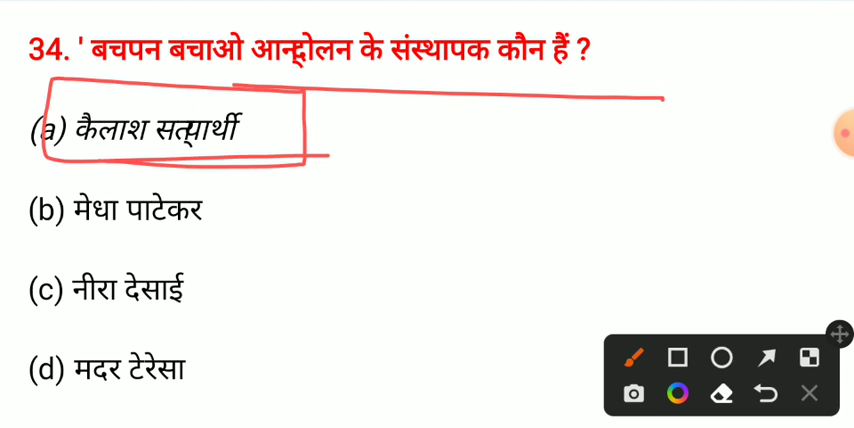 34. ' बचपन बचाओ आन्दोलन के संस्थापक कौन हैं ?
(a) कैलाश सत्यार्थी
(b) मेधा पाटेकर
(c) नीरा देसाई
(d) मदर टेरेसा